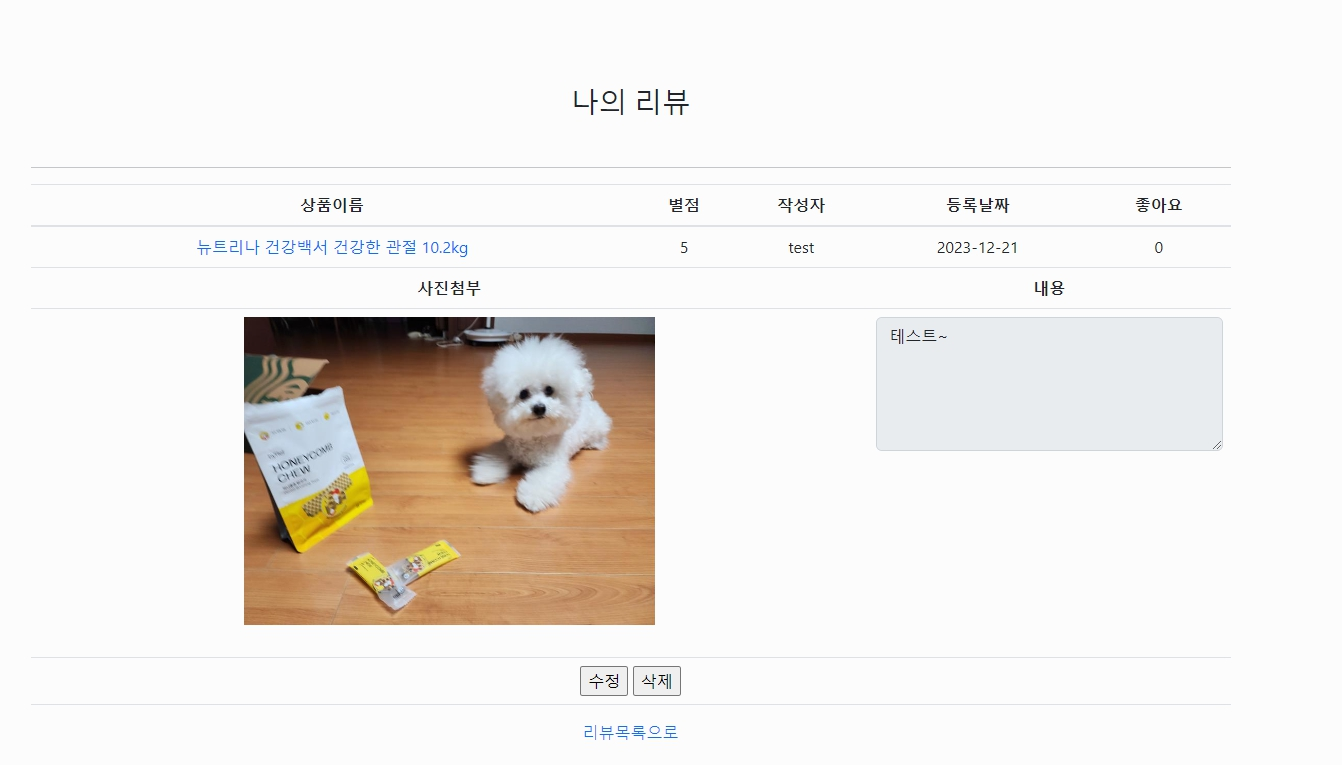 나의 리뷰
상품이름 별점 작성자 등록날짜 좋아요
뉴트리나 건강백서 건강한 관절 10.2kg 5 test 2023-12-21 0
사진첨부 내용
테스트~
HONEYCOMB
CHEW
수정 삭제
리뷰목록으로